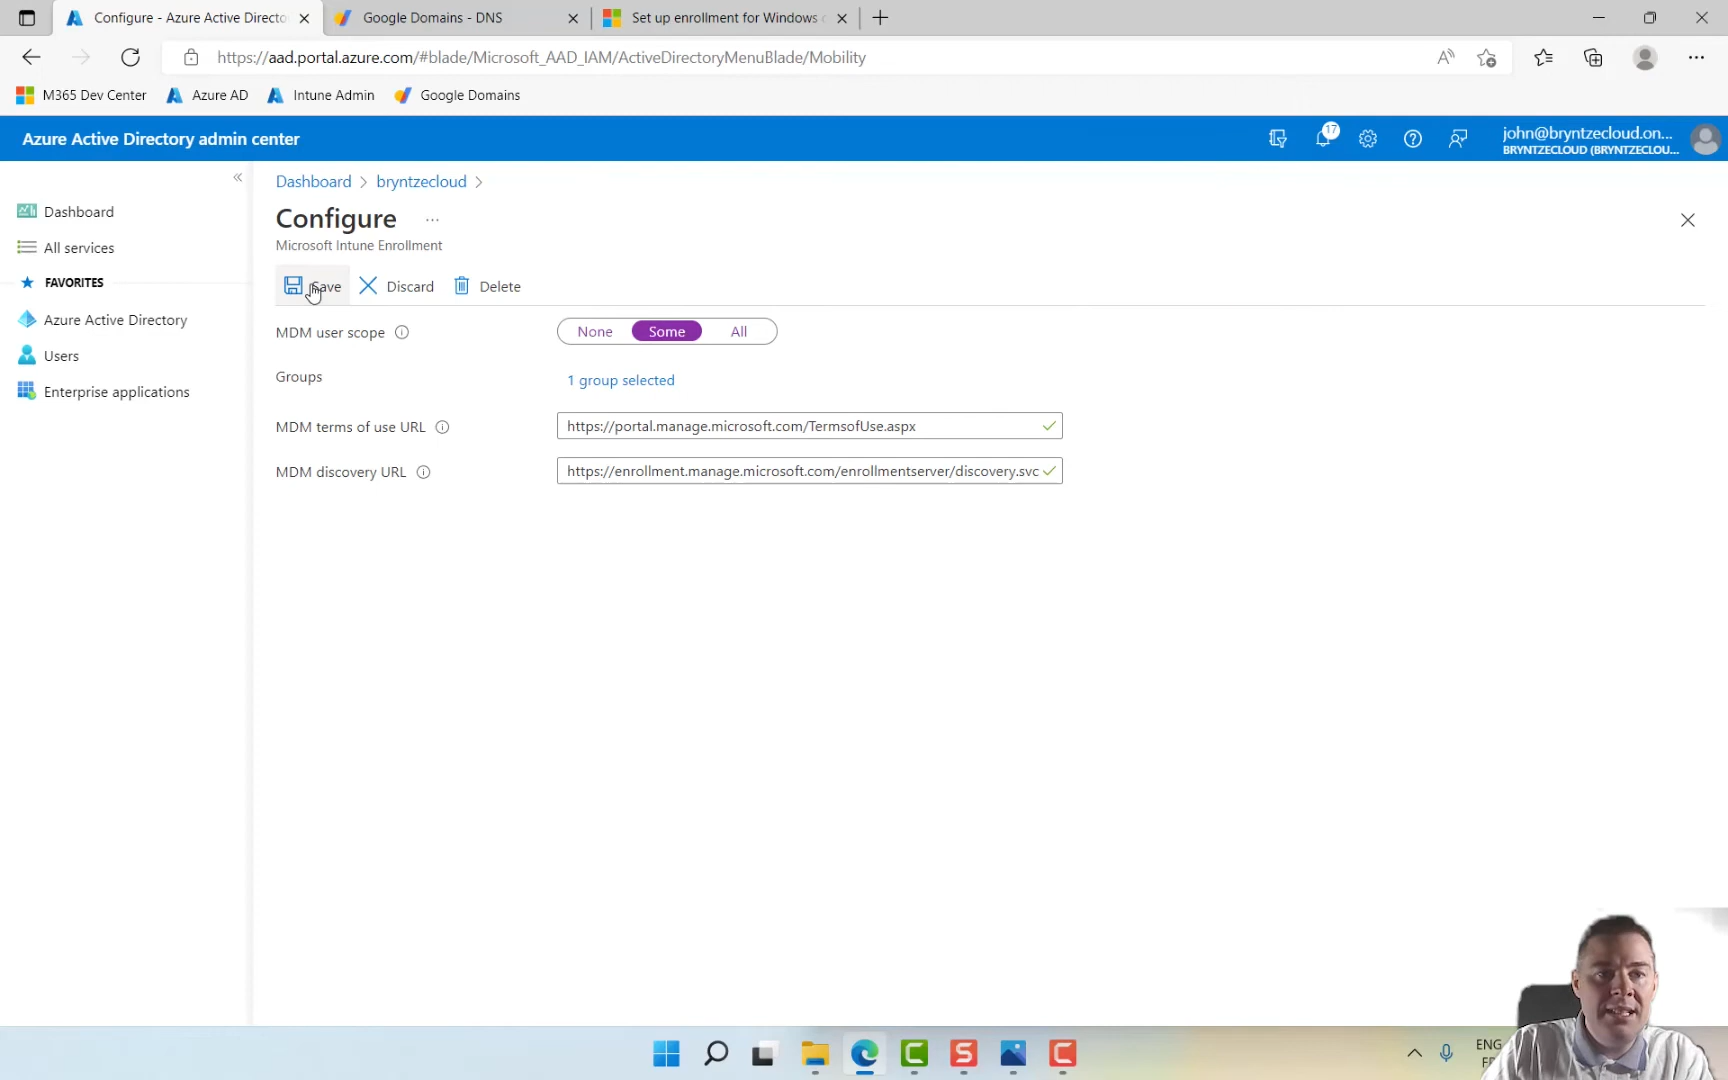 Configure - Azure Active Directo
Google Domains - DNS
Set up enrollment for Windows
https://aad.portal.azure.com/#blade/Microsoft_AAD_IAM/ActiveDirectoryMenuBlade/Mobility
M365 Dev Center
Azure AD
Intune Admin
Google Domains
Azure Active Directory admin center
17
john@bryntzecloud.on...
BRYNTZECLOUD (BRYNTZECLOU...
Dashboard
All services
FAVORITES
Azure Active Directory
Users
Enterprise applications
Dashboard > bryntzecloud >
Configure ...
Microsoft Intune Enrollment
Save
Discard
Delete
MDM user scope
None
Some
All
Groups
1 group selected
MDM terms of use URL
https://portal.manage.microsoft.com/TermsofUse.aspx
MDM discovery URL
https://enrollment.manage.microsoft.com/enrollmentserver/discovery.svc
ENG